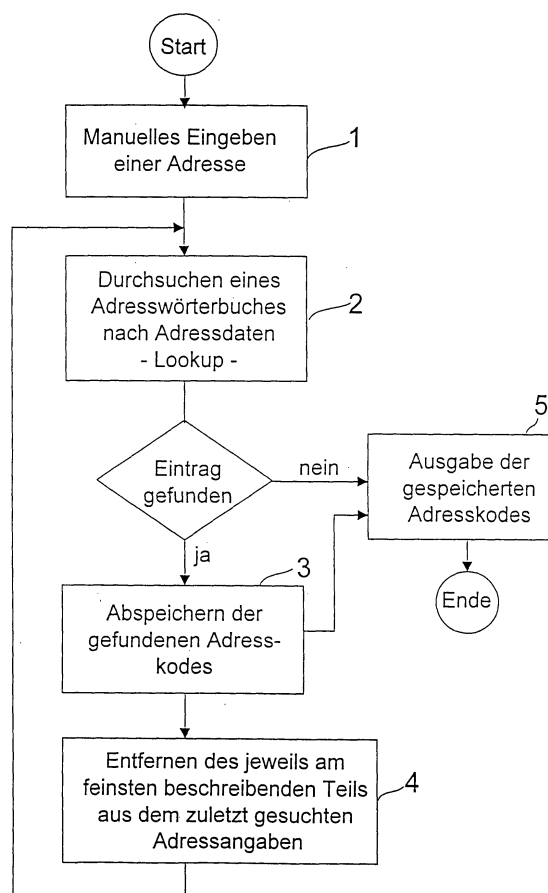 Start
Manuelles Eingeben
einer Adresse
1
Durchsuchen eines
Adresswörterbuches
nach Adressdaten
- Lookup -
2
Eintrag
gefunden
nein
ja
5
Ausgabe der
gespeicherten
Adresskodes
Ende
3
Abspeichern der
gefundenen Adress-
kodes
Entfernen des jeweils am
feinsten beschreibenden Teils
aus dem zuletzt gesuchten
Adressangaben
4